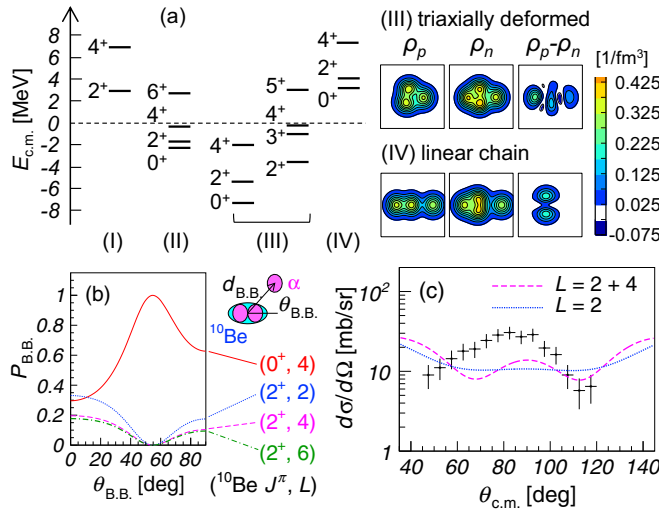 (a)
E_c.m. [MeV]
8
6
4
2
0
-2
-4
-6
-8
4⁺
2⁺
6⁺
4⁺
2⁺
0⁺
4⁺
2⁺
0⁺
5⁺
4⁺
3⁺
2⁺
4⁺
2⁺
0⁺
(I) (II) (III) (IV)
(III) triaxially deformed
ρ_p ρ_n ρ_p-ρ_n
(IV) linear chain
[1/fm³]
0.425
0.325
0.225
0.125
0.025
-0.075
(b)
P_B.B.
1
0.8
0.6
0.4
0.2
0
d_B.B.
α
θ_B.B.
¹⁰Be
(0⁺, 4)
(2⁺, 2)
(2⁺, 4)
(2⁺, 6)
0 20 40 60 80
θ_B.B. [deg]
(¹⁰Be J^π, L)
(c)
L = 2 + 4
L = 2
dσ/dΩ [mb/sr]
10²
10
1
40 60 80 100 120 140
θ_c.m. [deg]